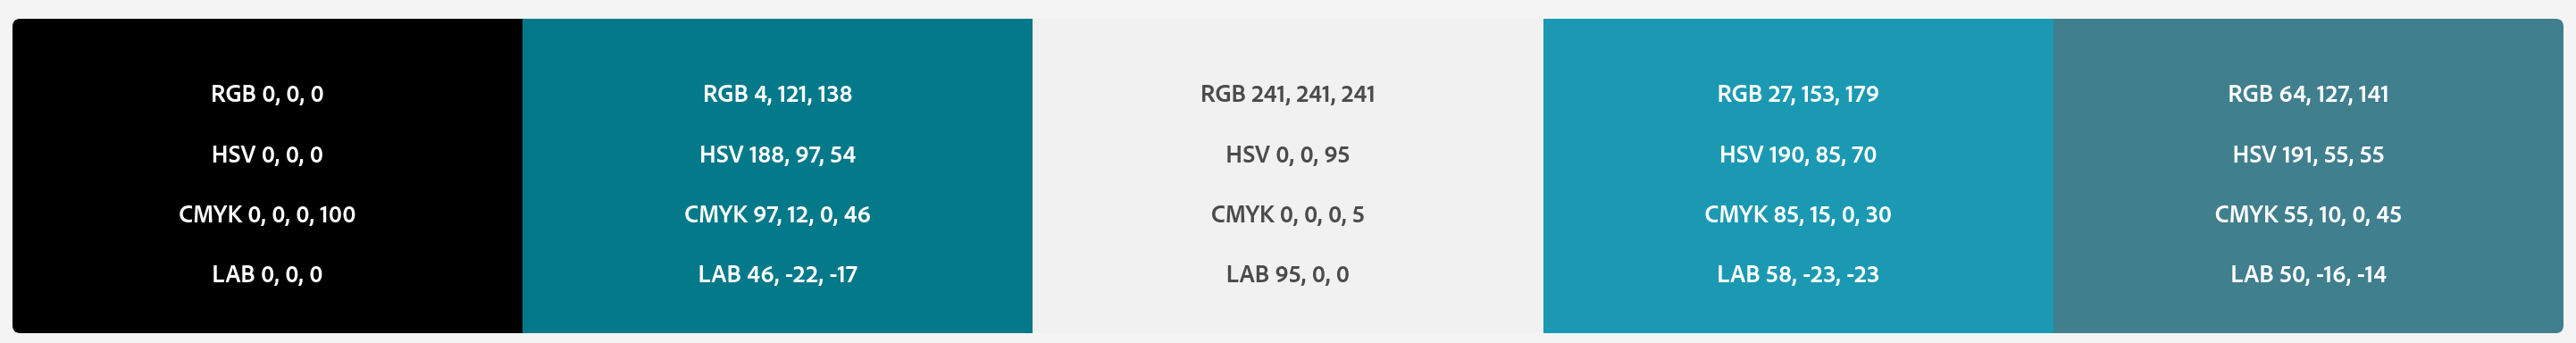 RGB 0, 0, 0
HSV 0, 0, 0
CMYK 0, 0, 0, 100
LAB 0, 0, 0
RGB 4, 121, 138
HSV 188, 97, 54
CMYK 97, 12, 0, 46
LAB 46, -22, -17
RGB 241, 241, 241
HSV 0, 0, 95
CMYK 0, 0, 0, 5
LAB 95, 0, 0
RGB 27, 153, 179
HSV 190, 85, 70
CMYK 85, 15, 0, 30
LAB 58, -23, -23
RGB 64, 127, 141
HSV 191, 55, 55
CMYK 55, 10, 0, 45
LAB 50, -16, -14